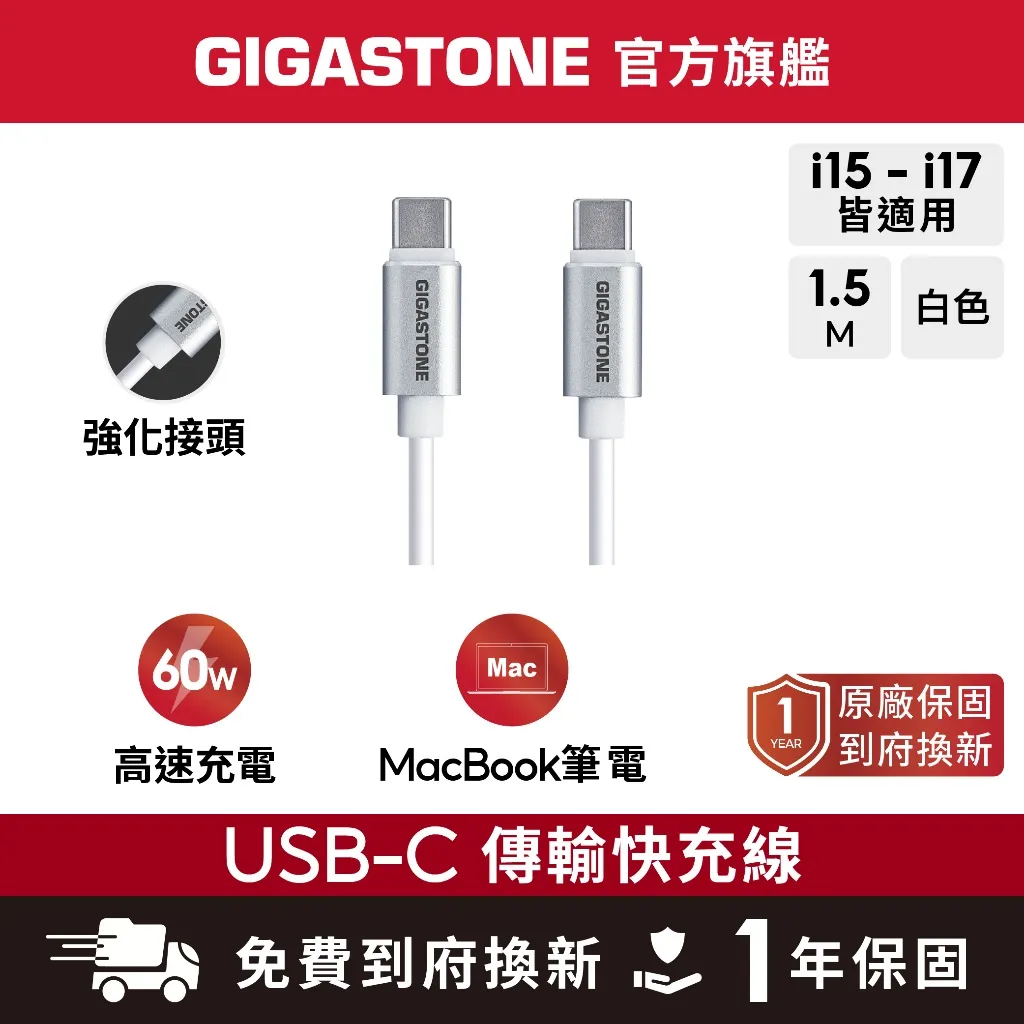 GIGASTONE 官方旗艦
i15 - i17
皆適用
1.5
M
白色
GIGASTONE
GIGASTONE
TONE
強化接頭
60W
高速充電
Mac
MacBook筆電
1
YEAR
原廠保固
到府換新
USB-C 傳輸快充線
免費到府換新
1年保固